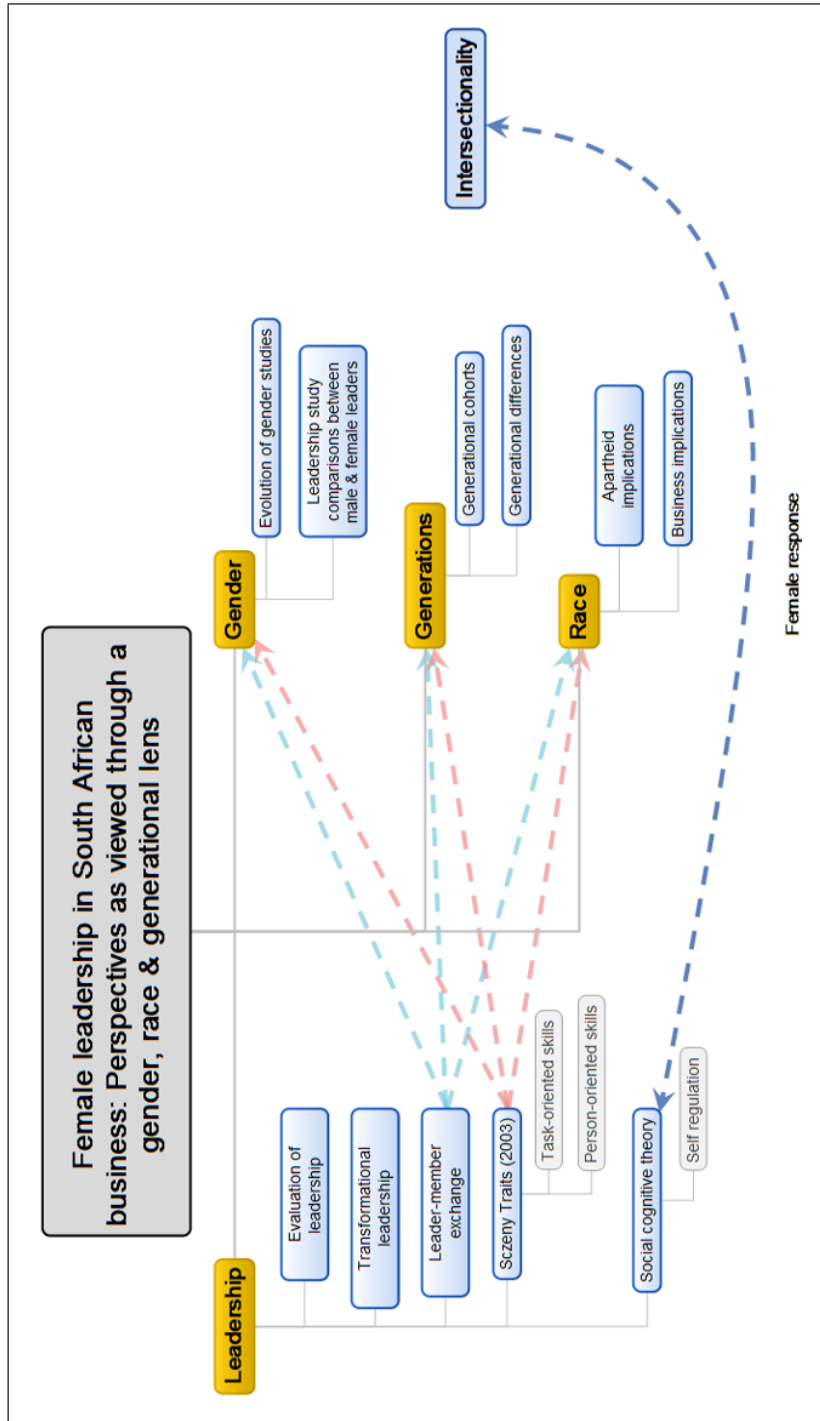 Female leadership in South African
business: Perspectives as viewed through a
gender, race & generational lens
Leadership
Evaluation of
leadership
Transformational
leadership
Leader-member
exchange
Sczeny Traits (2003)
Task-oriented skills
Person-oriented skills
Social cognitive theory
Self regulation
Gender
Evolution of gender studies
Leadership study
comparisons between
male & female leaders
Generations
Generational cohorts
Generational differences
Race
Apartheid
implications
Business implications
Intersectionality
Female response